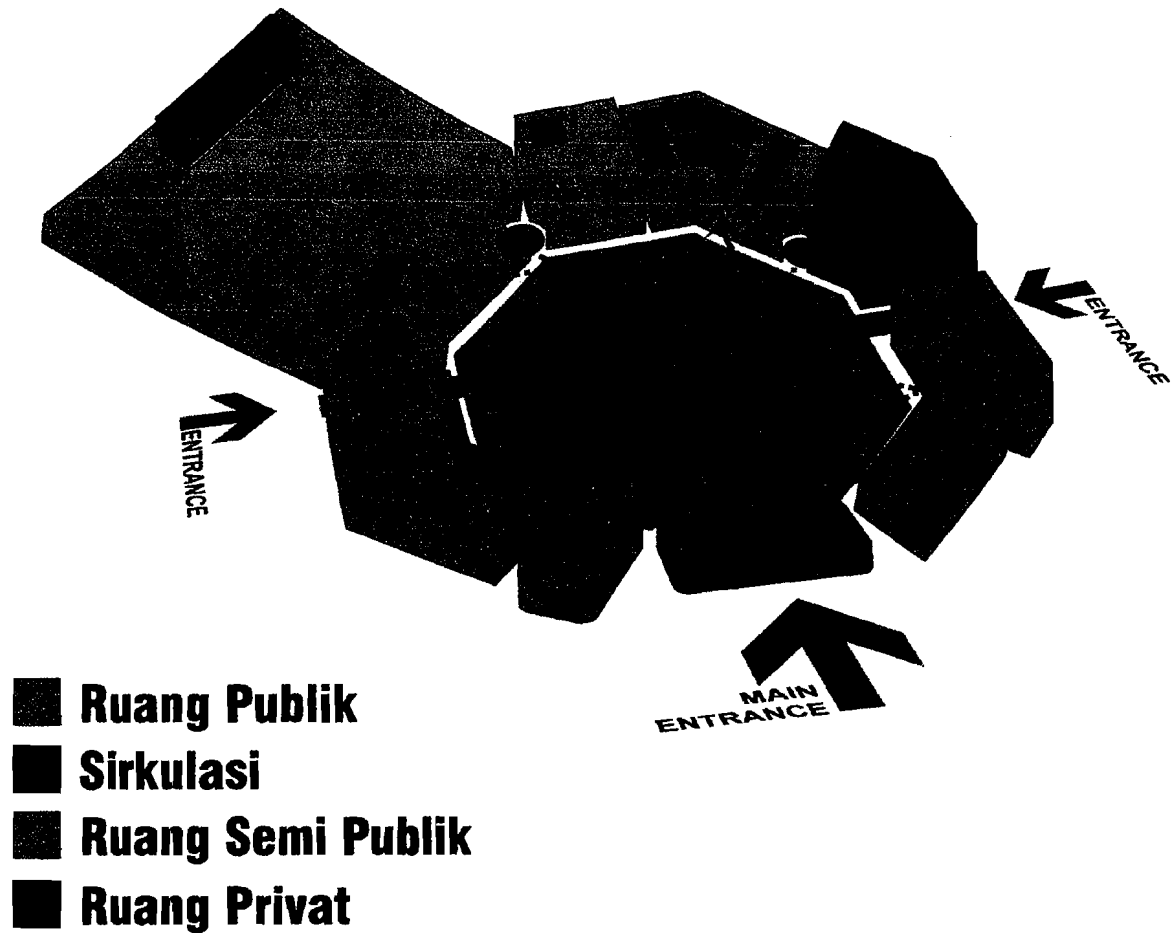 ENTRANCE
ENTRANCE
MAIN
ENTRANCE
Ruang Publik
Sirkulasi
Ruang Semi Publik
Ruang Privat